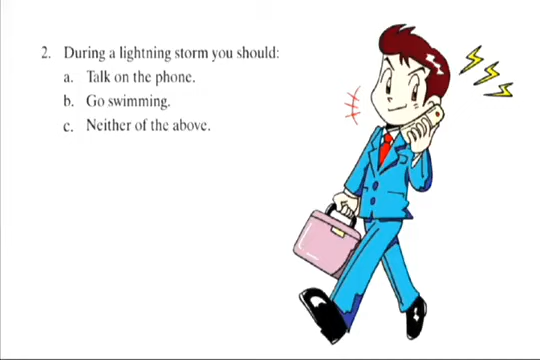 2. During a lightning storm you should:
a. Talk on the phone.
b. Go swimming.
c. Neither of the above.